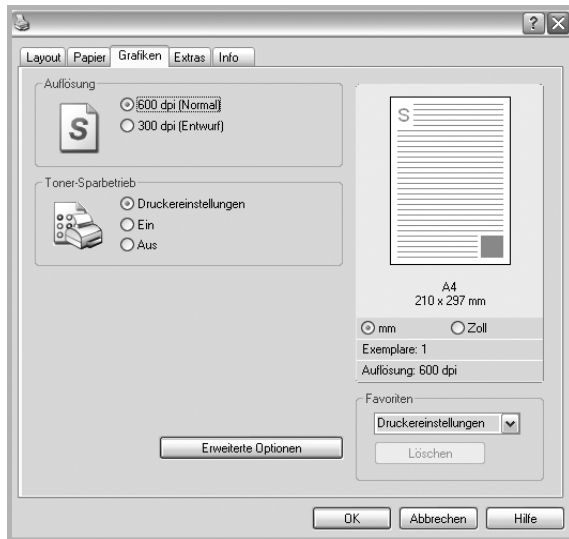 Layout Papier Grafiken Extras Info
Auflösung
S
600 dpi (Normal)
300 dpi (Entwurf)
Toner-Sparbetrieb
Druckereinstellungen
Ein
Aus
Erweiterte Optionen
S
A4
210 x 297 mm
mm Zoll
Exemplare: 1
Auflösung: 600 dpi
Favoriten
Druckereinstellungen
Löschen
OK Abbrechen Hilfe